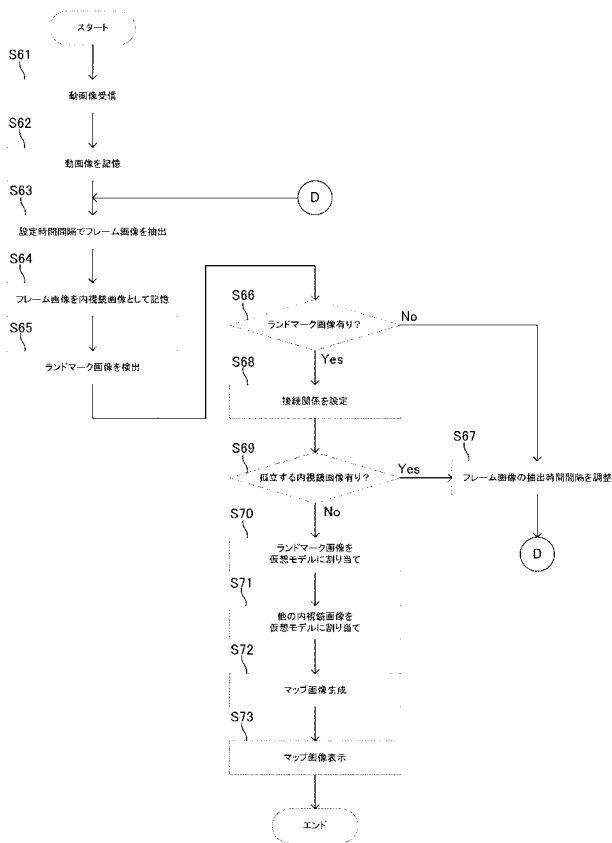 スタート
S61
動画像受信
S62
動画像を記憶
S63
D
設定時間間隔でフレーム画像を抽出
S64
フレーム画像を内視鏡画像として記憶
S65
ランドマーク画像を検出
S66
ランドマーク画像有り?
No
Yes
S68
接続関係を設定
S69
孤立する内視鏡画像有り?
Yes
No
S67
フレーム画像の抽出時間間隔を調整
D
S70
ランドマーク画像を
仮想モデルに割り当て
S71
他の内視鏡画像を
仮想モデルに割り当て
S72
マップ画像生成
S73
マップ画像表示
エンド